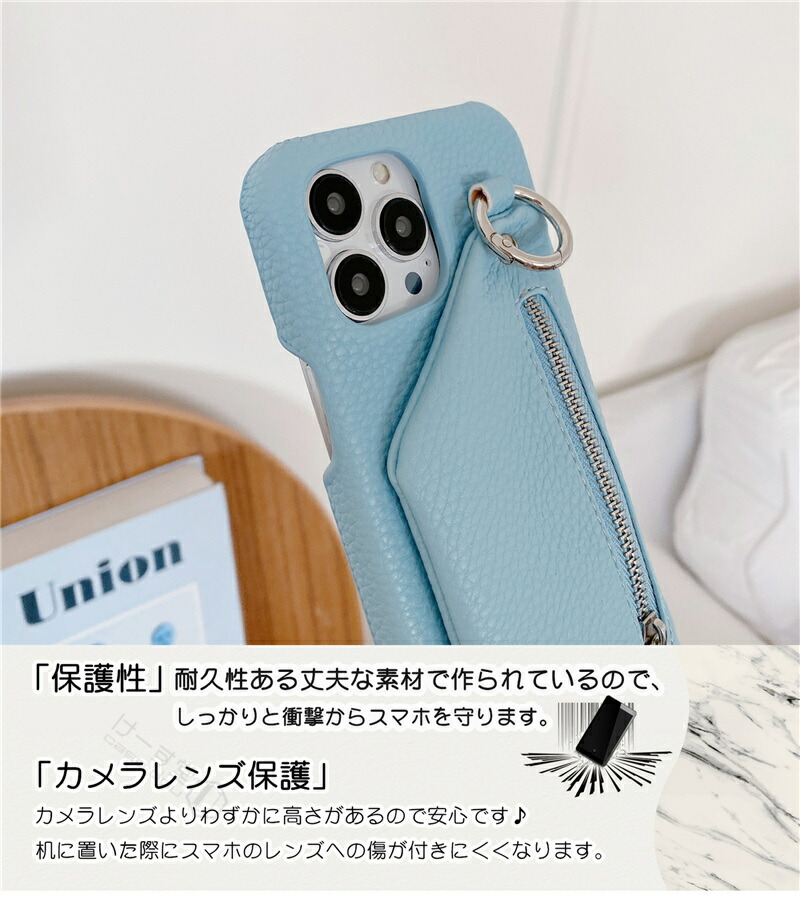 Union
「保護性」耐久性ある丈夫な素材で作られているので、
しっかりと衝撃からスマホを守ります。
「カメラレンズ保護」
カメラレンズよりわずかに高さがあるので安心です♪
机に置いた際にスマホのレンズへの傷が付きにくくなります。